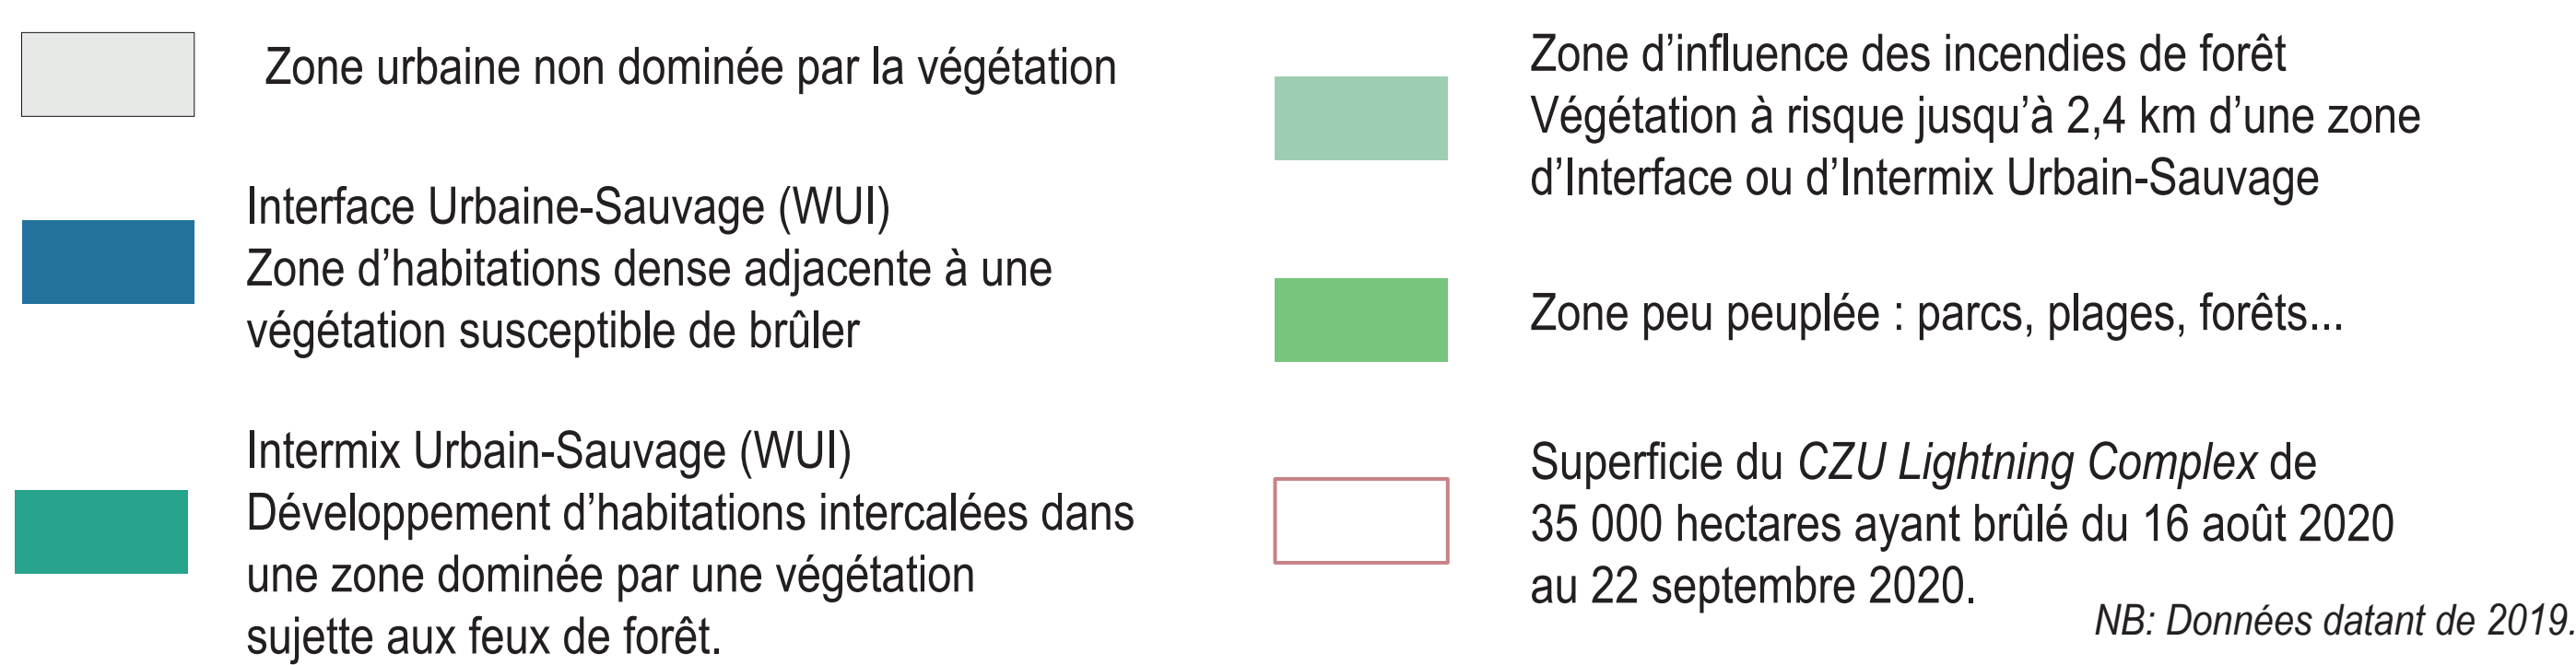 Zone urbaine non dominée par la végétation
Interface Urbaine-Sauvage (WUI)
Zone d’habitations dense adjacente à une
végétation susceptible de brûler
Intermix Urbain-Sauvage (WUI)
Développement d’habitations intercalées dans
une zone dominée par une végétation
sujette aux feux de forêt.
Zone d’influence des incendies de forêt
Végétation à risque jusqu’à 2,4 km d’une zone
d’Interface ou d’Intermix Urbain-Sauvage
Zone peu peuplée : parcs, plages, forêts...
Superficie du CZU Lightning Complex de
35 000 hectares ayant brûlé du 16 août 2020
au 22 septembre 2020.
NB: Données datant de 2019.